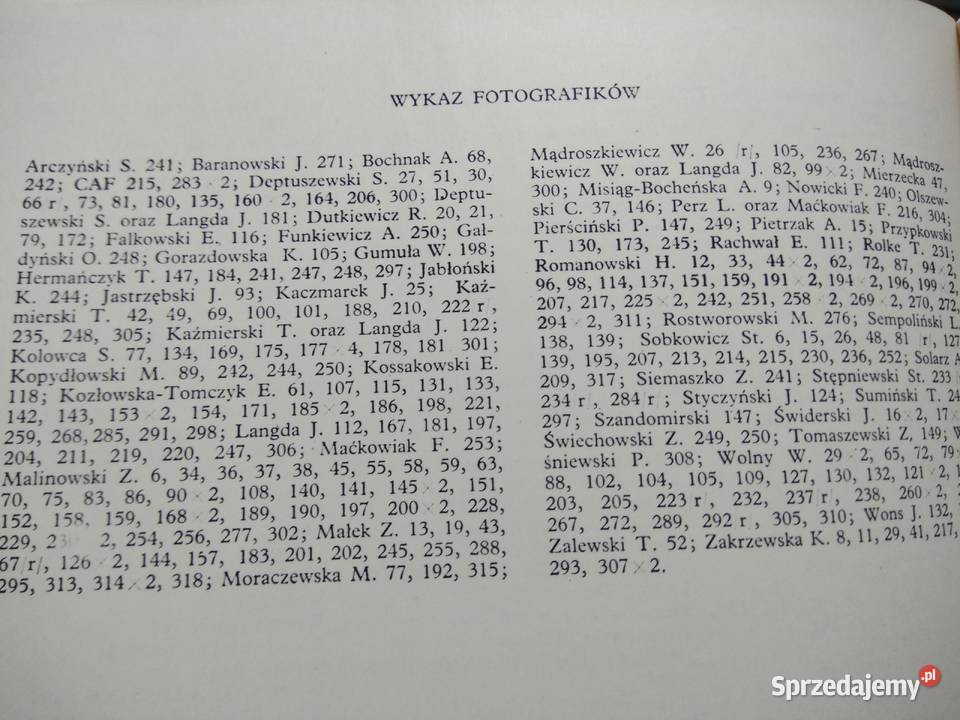 WYKAZ FOTOGRAFIKÓW
Arczyński S. 241; Baranowski J. 271; Bochnak A. 68,
242; CAF 215, 283 × 2; Deptuszewski S. 27, 51, 30,
66 r, 73, 81, 180, 135, 160 × 2, 164, 206, 300; Deptu-
szewski S. oraz Langda J. 181; Dutkiewicz R. 20, 21,
79, 172; Falkowski E. 116; Funkiewicz A. 250; Gał-
dyński O. 248; Gorazdowska K. 105; Gumuła W. 198;
Hermańczyk T. 147, 184, 241, 247, 248, 297; Jabłoński
K. 244; Jastrzębski J. 93; Kaczmarek J. 25; Kaź-
mierski T. 42, 49, 69, 100, 101, 188, 210, 222 r,
235, 248, 305; Kaźmierski T. oraz Langda J. 122;
Kolowca S. 77, 134, 169, 175, 177 × 4, 178, 181 301;
Kopydłowski M. 89, 242, 244, 250; Kossakowski E.
118; Kozłowska-Tomczyk E. 61, 107, 115, 131, 133,
142, 143, 153 × 2, 154, 171, 185 × 2, 186, 198, 221,
259, 268, 285, 291, 298; Langda J. 112, 167, 181, 197,
204, 211, 219, 220, 247, 306; Maćkowiak F. 253;
Malinowski Z. 6, 34, 36, 37, 38, 45, 55, 58, 59, 63,
70, 75, 83, 86, 90 × 2, 108, 140, 141, 145 × 2, 151,
152, 158, 159, 168 × 2, 189, 190, 197, 200 × 2, 228,
229, 2, 254, 256, 277, 302; Małek Z. 13, 19, 43,
67/r/, 126 × 2, 144, 157, 183, 201, 202, 245, 255, 288,
295, 313, 314 × 2, 318; Moraczewska M. 77, 192, 315;
Mądroszkiewicz W. 26 /r/, 105, 236, 267; Mądrosz-
kiewicz W. oraz Langda J. 82, 99 × 2; Mierzecka 47,
300; Misiąg-Bocheńska A. 9; Nowicki F. 240; Olszew-
ski C. 37, 146; Perz L. oraz Maćkowiak F. 216, 304;
Pierściński P. 147, 249; Pietrzak A. 15; Przypkowski
T. 130, 173, 245; Rachwał E. 111; Rolke T. 231;
Romanowski H. 12, 33, 44 × 2, 62, 72, 87, 94 × 2,
96, 98, 114, 137, 151, 159, 191 × 2, 194 × 2, 196, 199 × 2,
207, 217, 225 × 2, 242, 251, 258 × 2, 269 × 2, 270, 272,
294 × 2, 311; Rostworowski M. 276; Sempoliński L.
138, 139; Sobkowicz St. 6, 15, 26, 48, 81 /r/, 127
139, 195, 207, 213, 214, 215, 230, 236, 252; Solarz A
209, 317; Siemaszko Z. 241; Stępniewski St. 233
234 r/, 284 r/; Styczyński J. 124; Sumiński T. 24
297; Szandomirski 147; Świderski J. 16 × 2, 17 ×
Świechowski Z. 249, 250; Tomaszewski Z, 149; W
śniewski P. 308; Wolny W. 29 × 2, 65, 72, 79
88, 102, 104, 105, 109, 127, 130, 132, 121 × 2, 1
203, 205, 223 r/, 232, 237 r/, 238, 260 × 2, 2
267, 272, 289, 292 r/, 305, 310; Wons J. 132,
Zalewski T. 52; Zakrzewska K. 8, 11, 29, 41, 217,
293, 307 × 2.
Sprzedajemy.pl